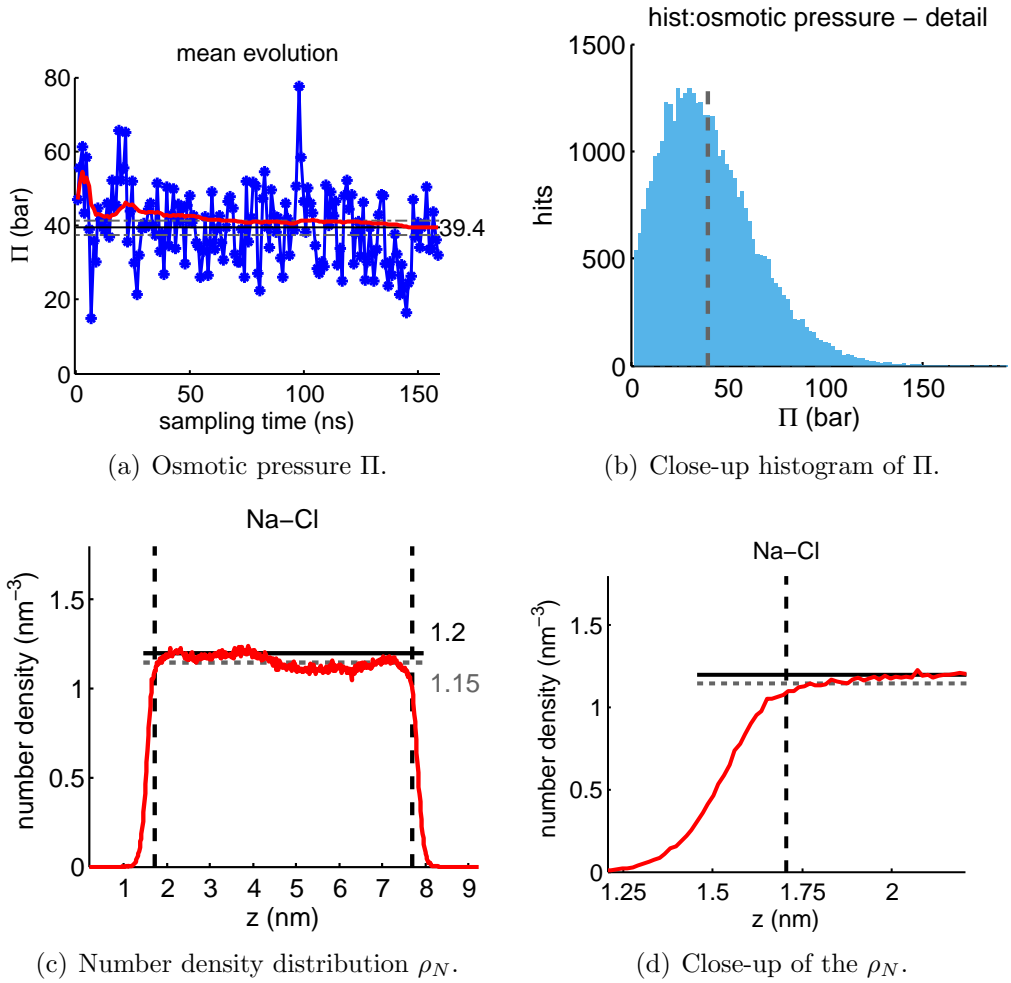 mean evolution
80
60
40
20
0
Π (bar)
39.4
0 50 100 150
sampling time (ns)
(a) Osmotic pressure Π.
hist:osmotic pressure − detail
1500
1000
500
0
hits
0 50 100 150
Π (bar)
(b) Close-up histogram of Π.
Na−Cl
1.5
1
0.5
0
number density (nm⁻³)
1.2
1.15
1 2 3 4 5 6 7 8 9
z (nm)
(c) Number density distribution ρ_N.
Na−Cl
1.5
1
0.5
0
number density (nm⁻³)
1.25 1.5 1.75 2
z (nm)
(d) Close-up of the ρ_N.